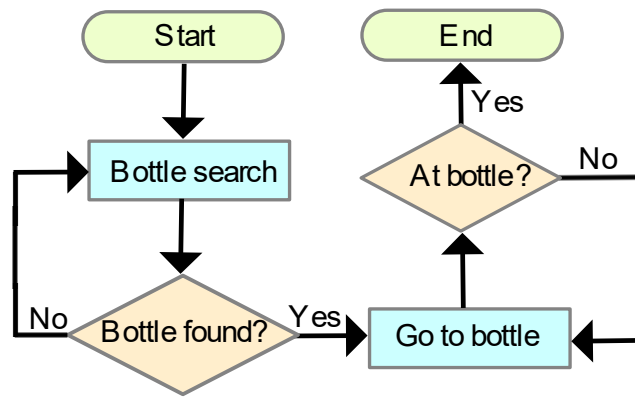 Start
Bottle search
Bottle found?
No
Yes
Go to bottle
At bottle?
No
Yes
End